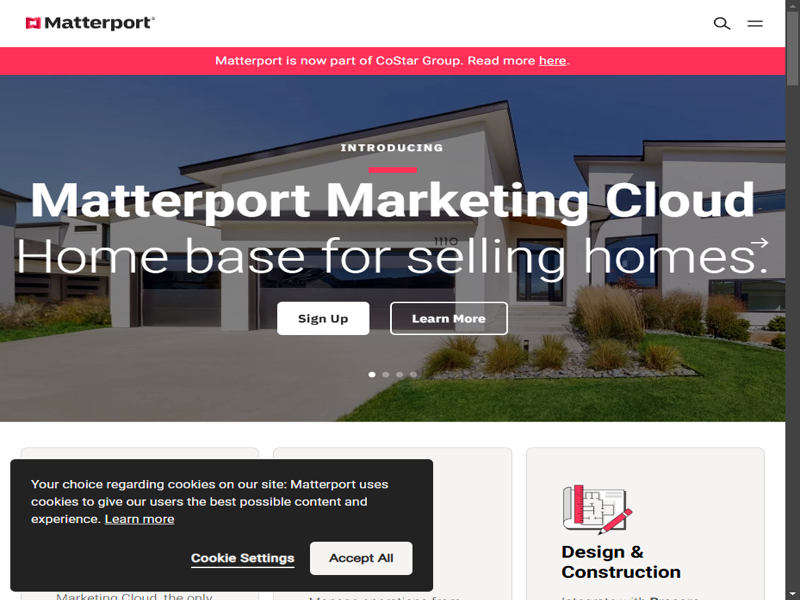 Matterport
Matterport is now part of CoStar Group. Read more here.
INTRODUCING
Matterport Marketing Cloud
Home base for selling homes.
1110
Sign Up
Learn More
Your choice regarding cookies on our site: Matterport uses
cookies to give our users the best possible content and
experience. Learn more
Cookie Settings
Accept All
Design &
Construction
Marketing Cloud, the only
Manage operations from
Integrate with Procore